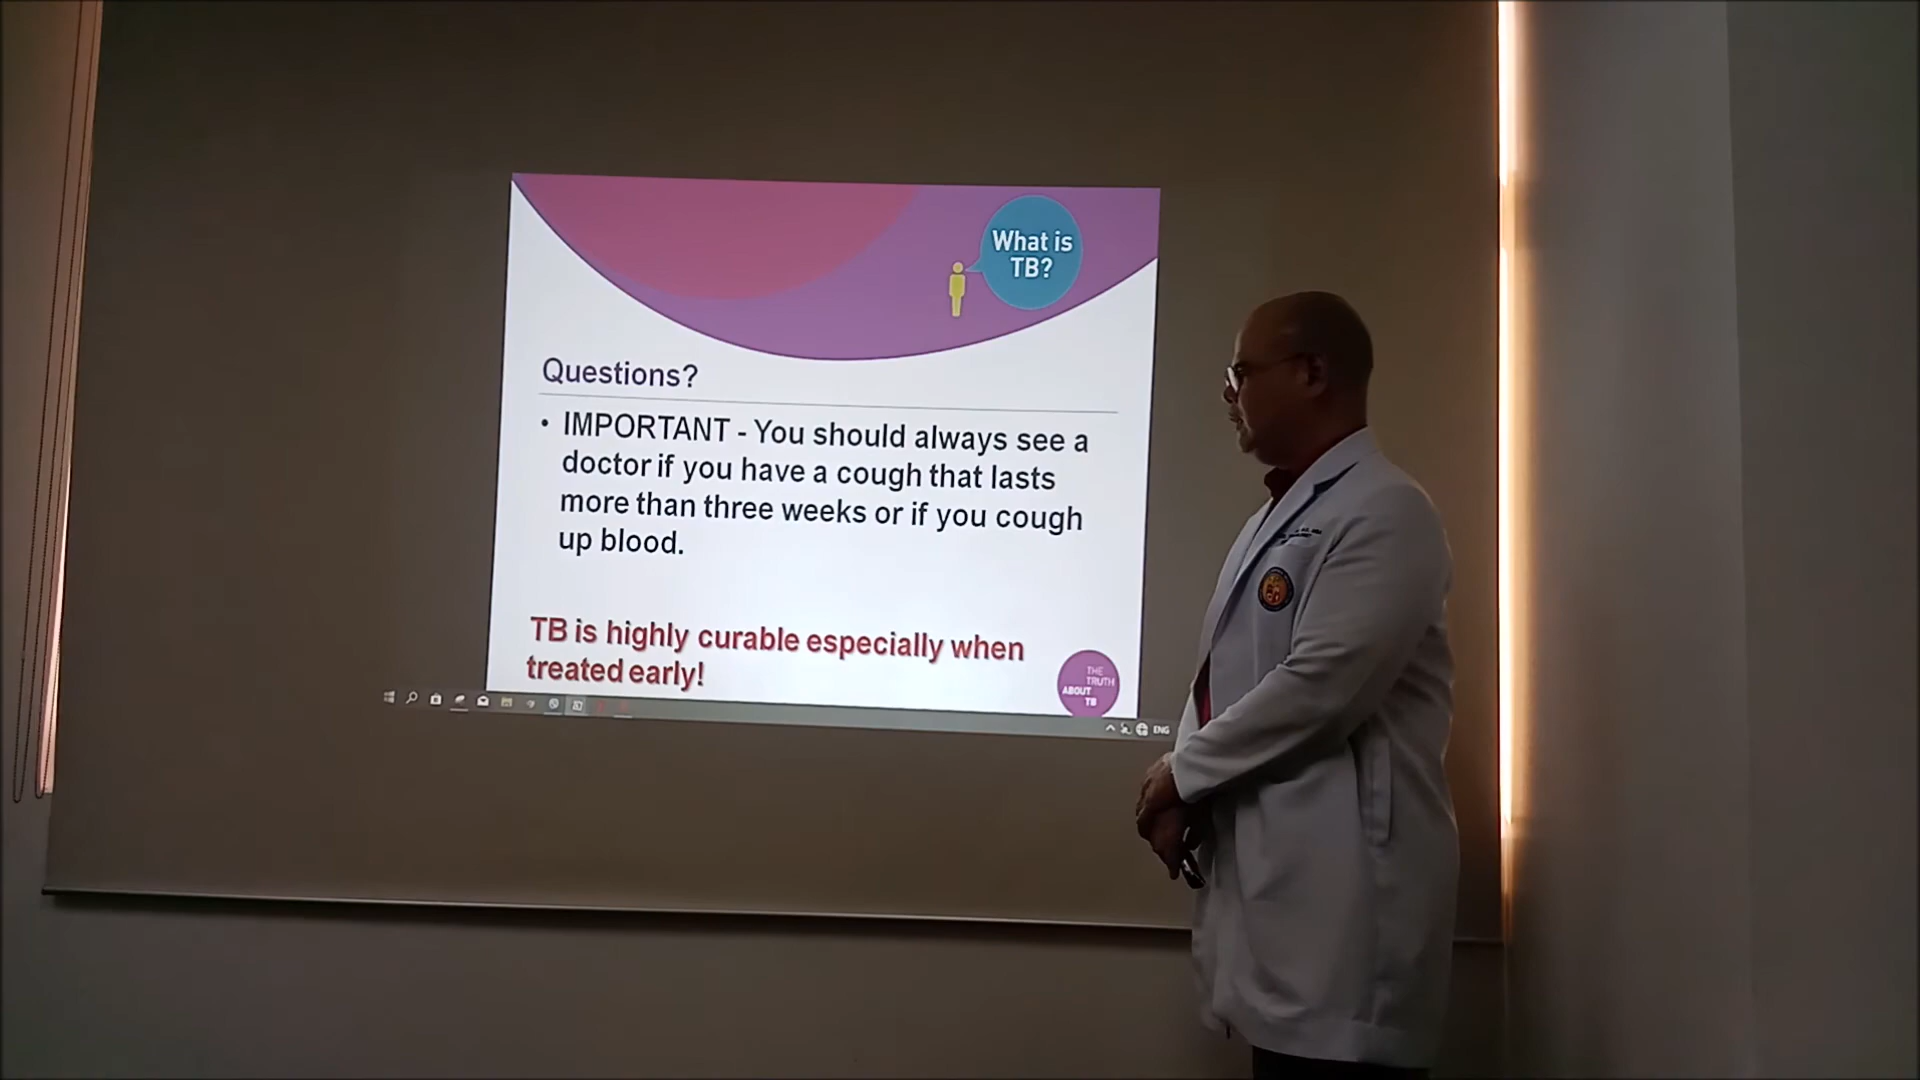 What is
TB?
Questions?
• IMPORTANT - You should always see a
doctor if you have a cough that lasts
more than three weeks or if you cough
up blood.
TB is highly curable especially when
treated early!
THE
TRUTH
ABOUT
TB
ENG